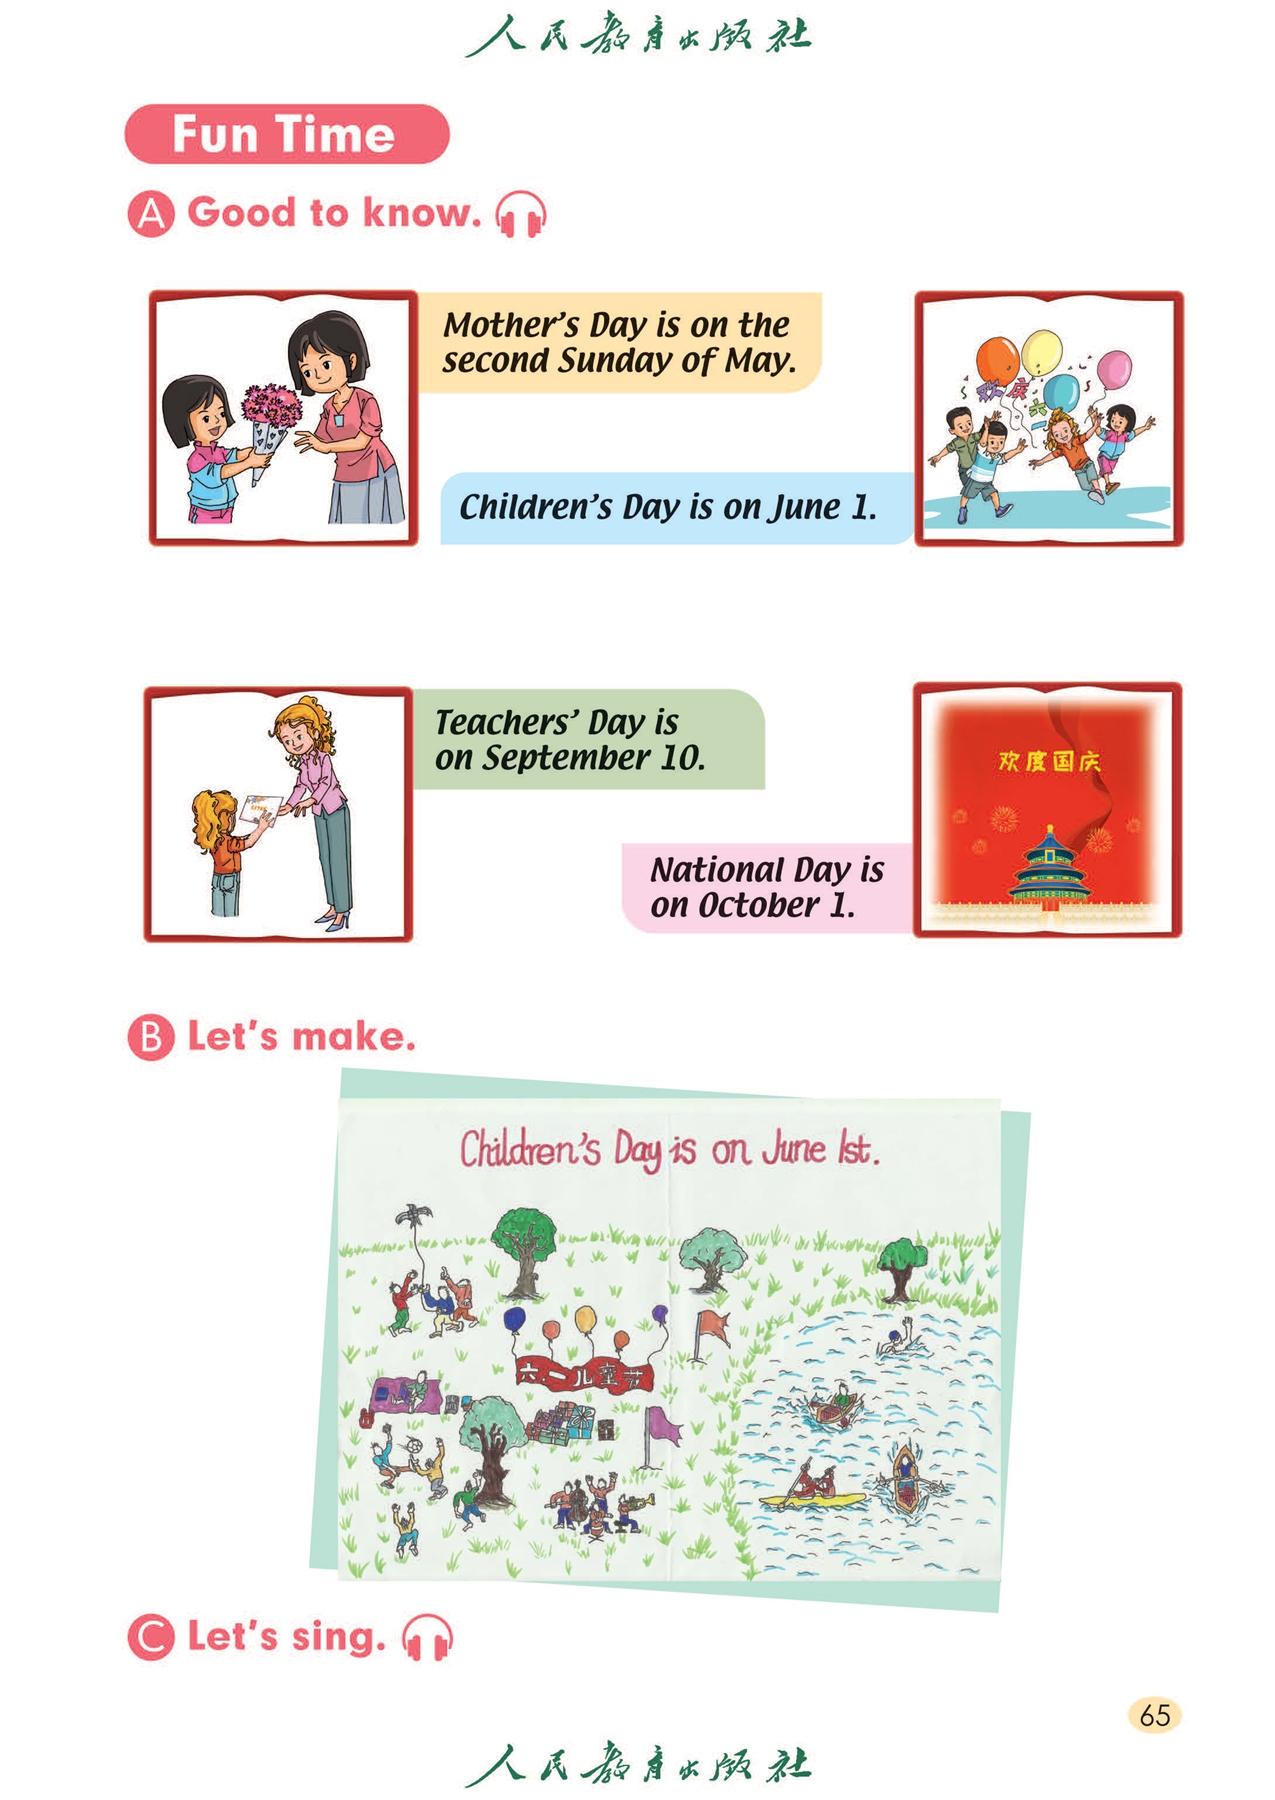 人民教育出版社
Fun Time
A Good to know.
Mother's Day is on the
second Sunday of May.
欢庆六一
Children's Day is on June 1.
Teachers' Day is
on September 10.
欢度国庆
National Day is
on October 1.
B Let's make.
Children's Day is on June 1st.
六一儿童节
C Let's sing.
65
人民教育出版社